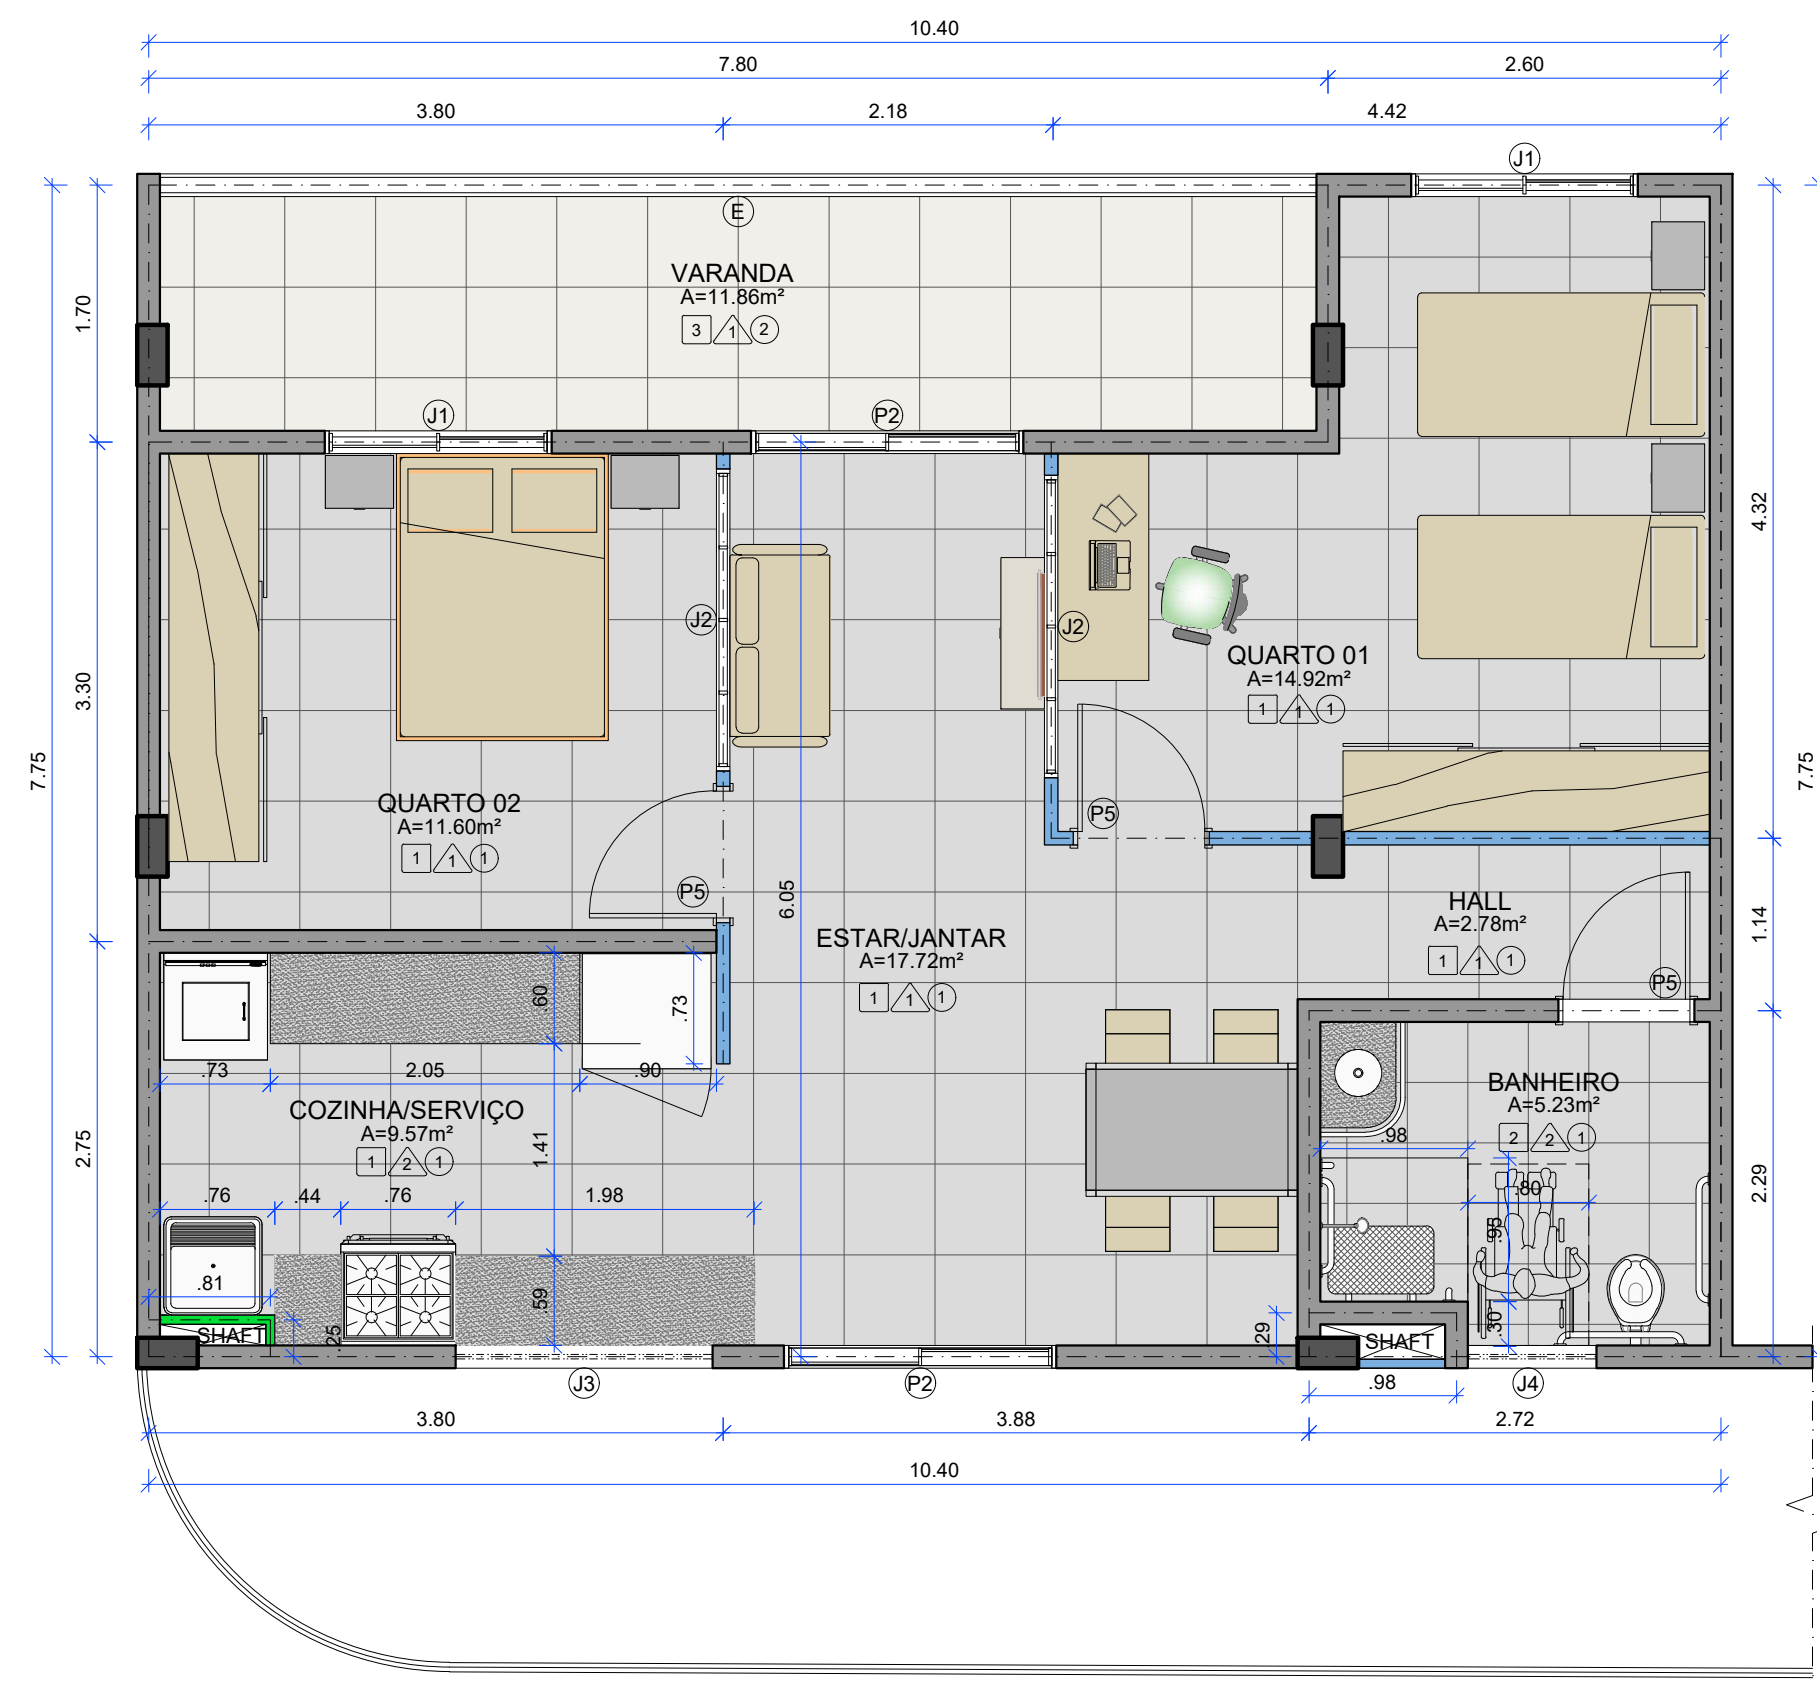 10.40
7.80
2.60
3.80
2.18
4.42
J1
E
VARANDA
A=11.86m²
3
1
2
1.70
J1
P2
4.32
3.30
J2
J2
QUARTO 01
A=14.92m²
1
1
1
7.75
7.75
QUARTO 02
A=11.60m²
1
1
1
P5
P5
6.05
HALL
A=2.78m²
1
1
1
1.14
ESTAR/JANTAR
A=17.72m²
1
1
1
P5
.60
.73
.73
2.05
.90
BANHEIRO
A=5.23m²
2
2
1
COZINHA/SERVIÇO
A=9.57m²
1
2
1
2.75
1.41
.98
2.29
.76
.44
.76
1.98
.80
.95
.81
.59
.30
SHAFT
.25
.29
SHAFT
J3
P2
.98
J4
3.80
3.88
2.72
10.40